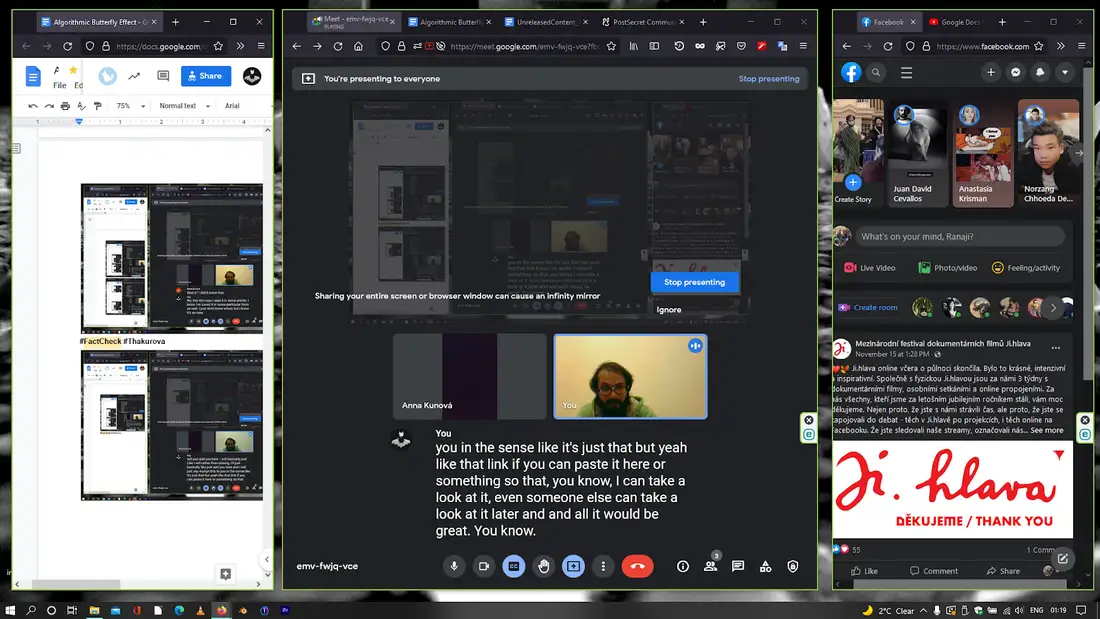 Algorithmic Butterfly Effect - G
https://docs.google.com/d
File
Ed
Share
75%
Normal text
Arial
#FactCheck #Thakurova
Meet - emv-fwjq-vce
PLAYING
Algorithmic Butterfly
UnreleasedContent_
PostSecret Commun
https://meet.google.com/emv-fwjq-vce?
You're presenting to everyone
Stop presenting
Sharing your entire screen or browser window can cause an infinity mirror
Stop presenting
Ignore
Anna Kunová
You
You
you in the sense like it's just that but yeah
like that link if you can paste it here or
something so that, you know, I can take a
look at it, even someone else can take a
look at it later and and all it would be
great. You know.
emv-fwjq-vce
3
Facebook
Google Docs
https://www.facebook.com
Create Story
Juan David
Cevallos
Anastasia
Krisman
Norzang
Chhoeda De...
What's on your mind, Ranaji?
Live Video
Photo/video
Feeling/activity
Create room
Mezinárodní festival dokumentárních filmů Ji.hlava
November 15 at 1:28 PM
Ji.hlava online včera o půlnoci skončila. Bylo to krásné, intenzivní
a inspirativní. Společně s fyzickou Ji.hlavou jsou za námi 3 týdny s
dokumentárními filmy, osobními setkáními a online propojeními. Za
nás všechny, kteří jsme za letošním jubilejním ročníkem stáli, vám moc
děkujeme. Nejen proto, že jste s námi strávili čas, ale proto, že jste se
zapojovali do debat - těch v Ji.hlavě po projekcích, i těch online na
Facebooku. Že jste sledovali naše streamy, označovali nás... See more
Ji.hlava
DĚKUJEME / THANK YOU
55
1 Comm
Like
Comment
Share
2°C Clear
ENG
01:19